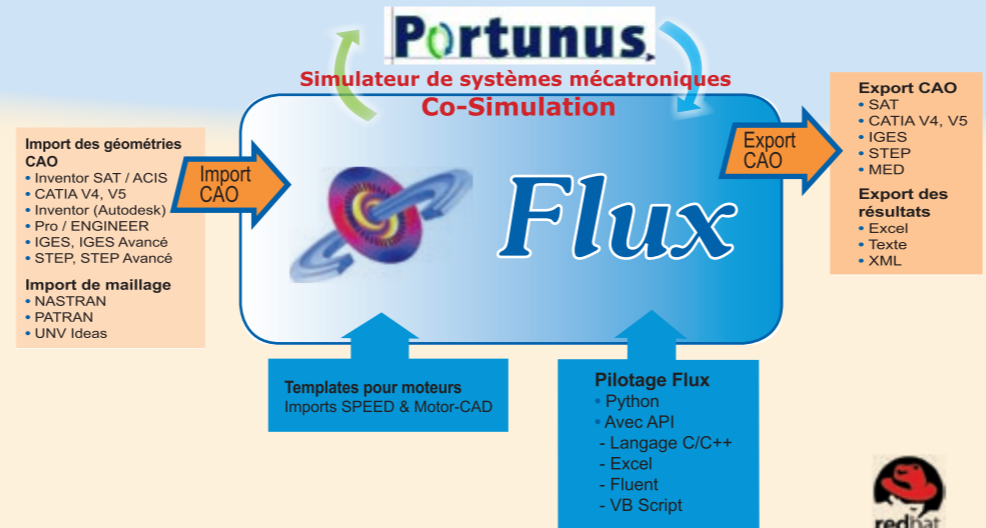 Portunus
Simulateur de systèmes mécatroniques
Co-Simulation
Import des géométries
CAO
• Inventor SAT / ACIS
• CATIA V4, V5
• Inventor (Autodesk)
• Pro / ENGINEER
• IGES, IGES Avancé
• STEP, STEP Avancé
Import de maillage
• NASTRAN
• PATRAN
• UNV Ideas
Import
CAO
Flux
Export
CAO
Export CAO
• SAT
• CATIA V4, V5
• IGES
• STEP
• MED
Export des
résultats
• Excel
• Texte
• XML
Templates pour moteurs
Imports SPEED & Motor-CAD
Pilotage Flux
• Python
• Avec API
- Langage C/C++
- Excel
- Fluent
- VB Script
redhat